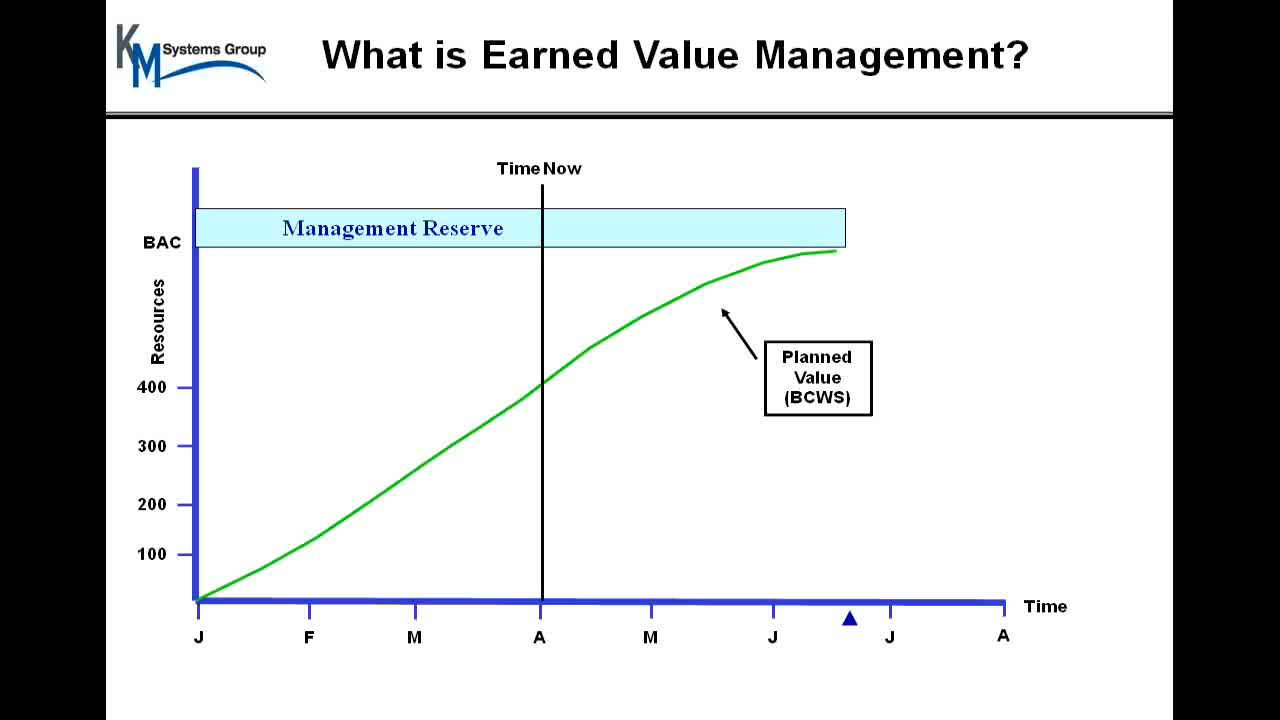 KM Systems Group
What is Earned Value Management?
Time Now
Management Reserve
BAC
Resources
Planned
Value
(BCWS)
400
300
200
100
Time
J F M A M J J A